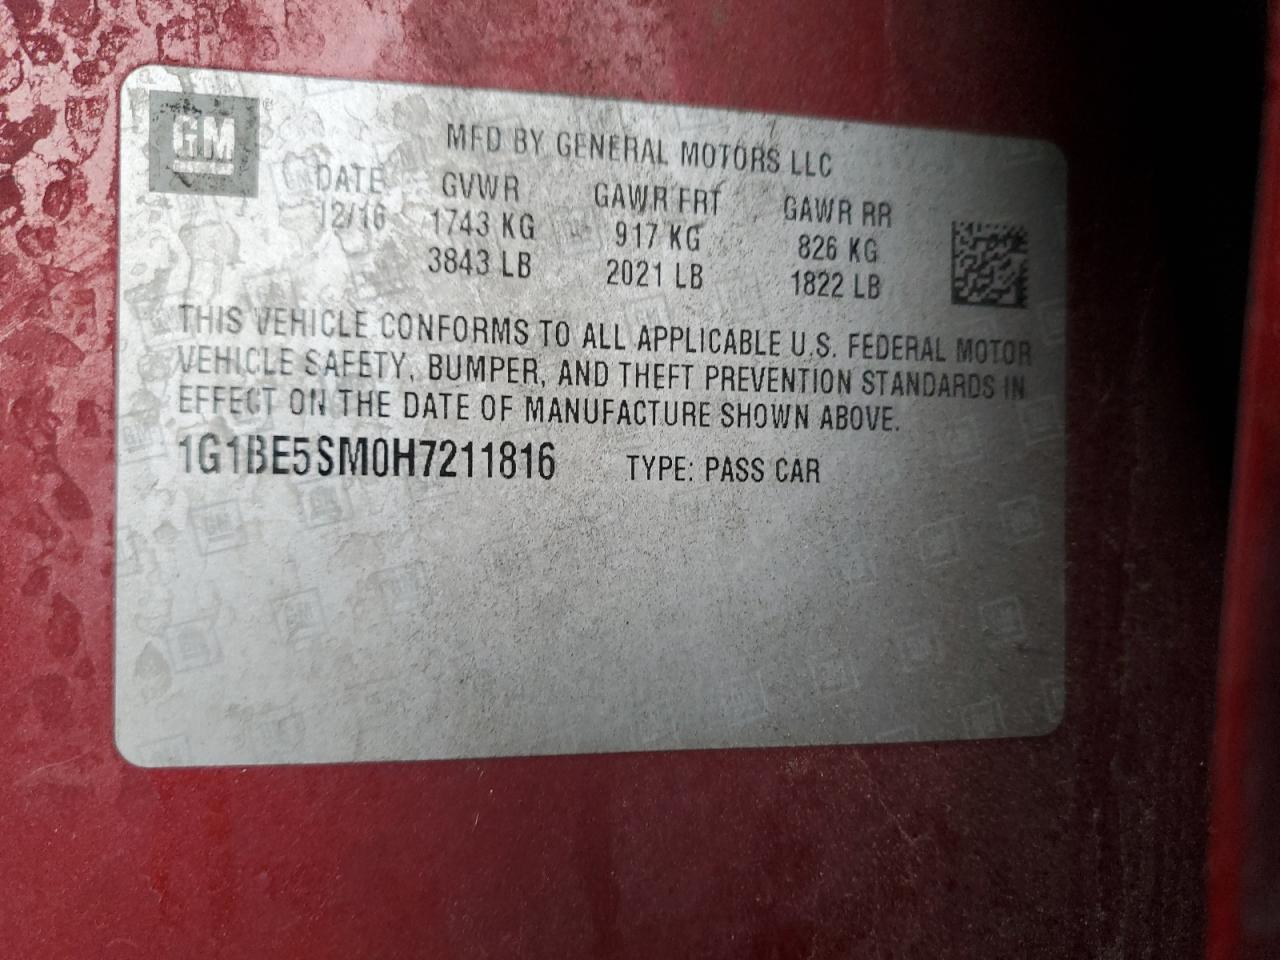 GM
MFD BY GENERAL MOTORS LLC
DATE GVWR GAWR FRT GAWR RR
12/16 1743 KG 917 KG 826 KG
3843 LB 2021 LB 1822 LB
THIS VEHICLE CONFORMS TO ALL APPLICABLE U.S. FEDERAL MOTOR
VEHICLE SAFETY, BUMPER, AND THEFT PREVENTION STANDARDS IN
EFFECT ON THE DATE OF MANUFACTURE SHOWN ABOVE.
1G1BE5SM0H7211816 TYPE: PASS CAR